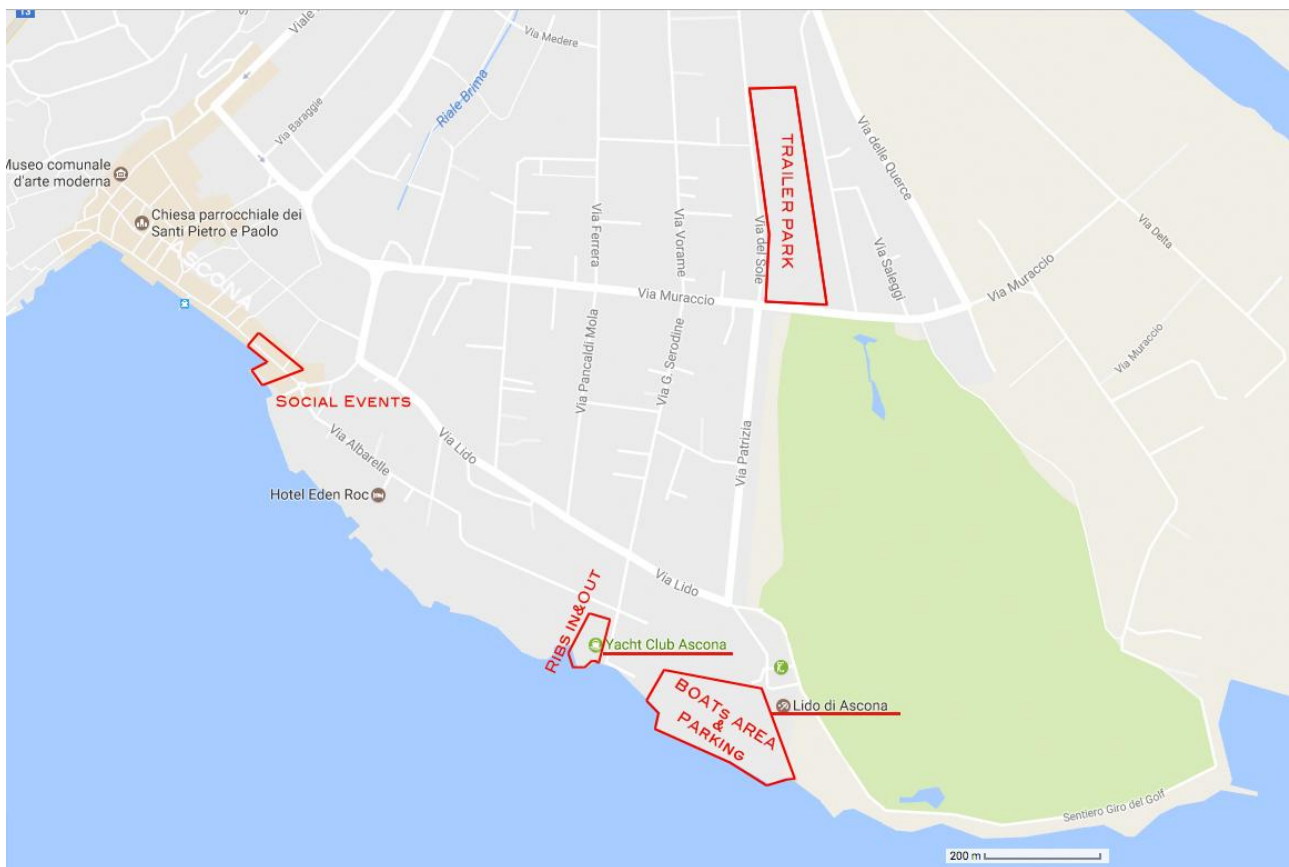 13
Via Medere
Riale Brima
Via Baraggie
Museo comunale
d'arte moderna
Chiesa parrocchiale dei
Santi Pietro e Paolo
ASCONA
TRAILER PARK
Via delle Querce
Via Delta
Via Ferrera
Via Vorame
Via del Sole
Via Saleggi
Via Muraccio
Via Muraccio
Via Muraccio
Via Pancaldi Mola
Via G. Serodine
Via Patrizia
SOCIAL EVENTS
Via Albarelle
Via Lido
Hotel Eden Roc
Via Lido
RIBS IN&OUT
Yacht Club Ascona
BOATS AREA
&
PARKING
Lido di Ascona
Sentiero Giro del Golf
200 m